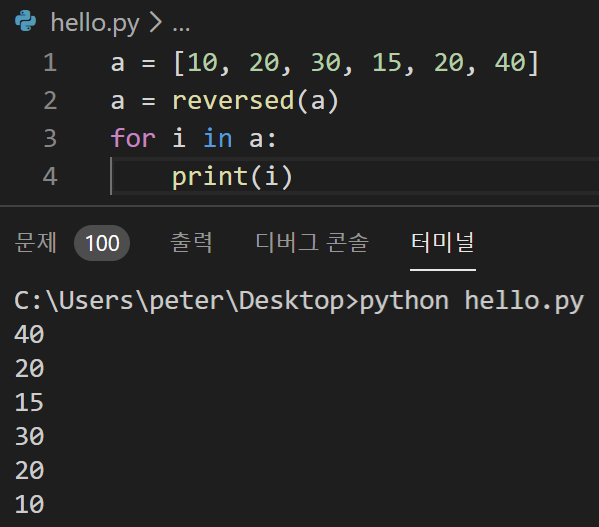 hello.py > ...
1 a = [10, 20, 30, 15, 20, 40]
2 a = reversed(a)
3 for i in a:
4     print(i)
문제 100 출력 디버그 콘솔 터미널
C:\Users\peter\Desktop>python hello.py
40
20
15
30
20
10